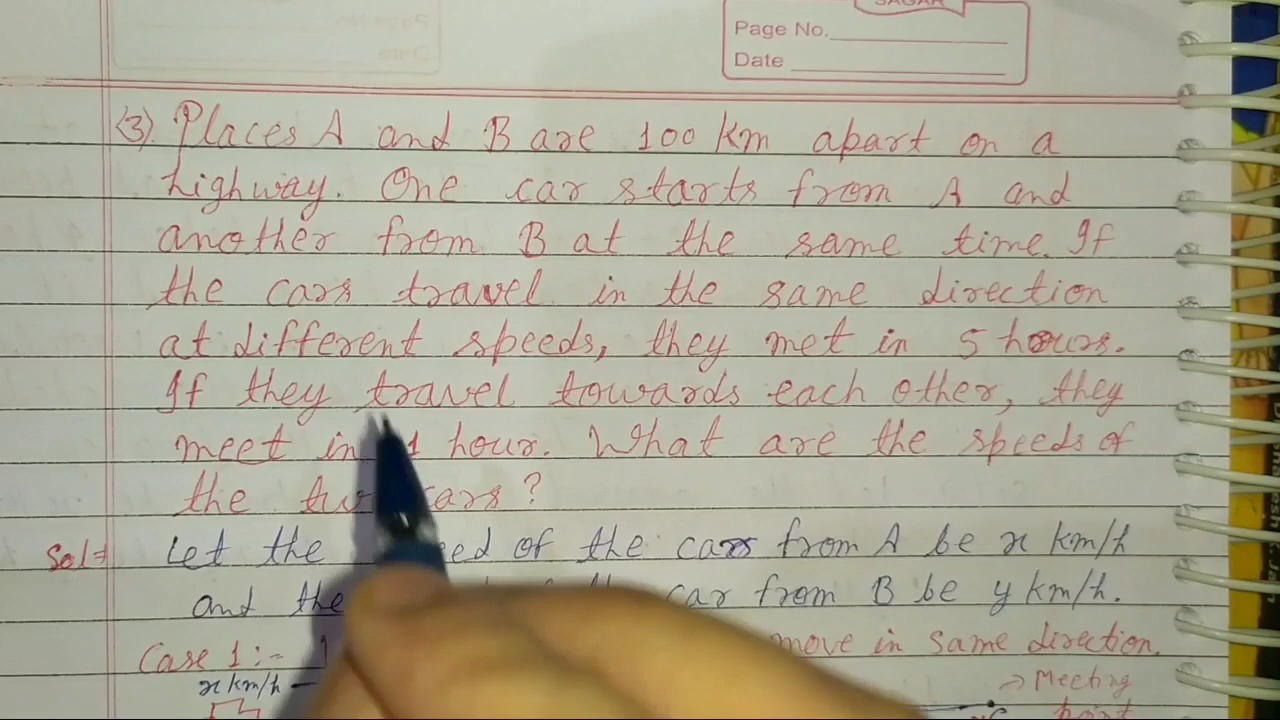 SAGAR
Page No.
Date
(3). Places A and B are 100 km apart on a
highway. One car starts from A and
another from B at the same time. If
the cars travel in the same direction
at different speeds, they met in 5 hours.
If they travel towards each other, they
meet in 1 hour. What are the speeds of
the cars?
Sol⇒ Let the of the cars from A be x km/h
and the car from B be y km/h.
Case 1:- move in same direction.
x km/h
→ Meeting
point